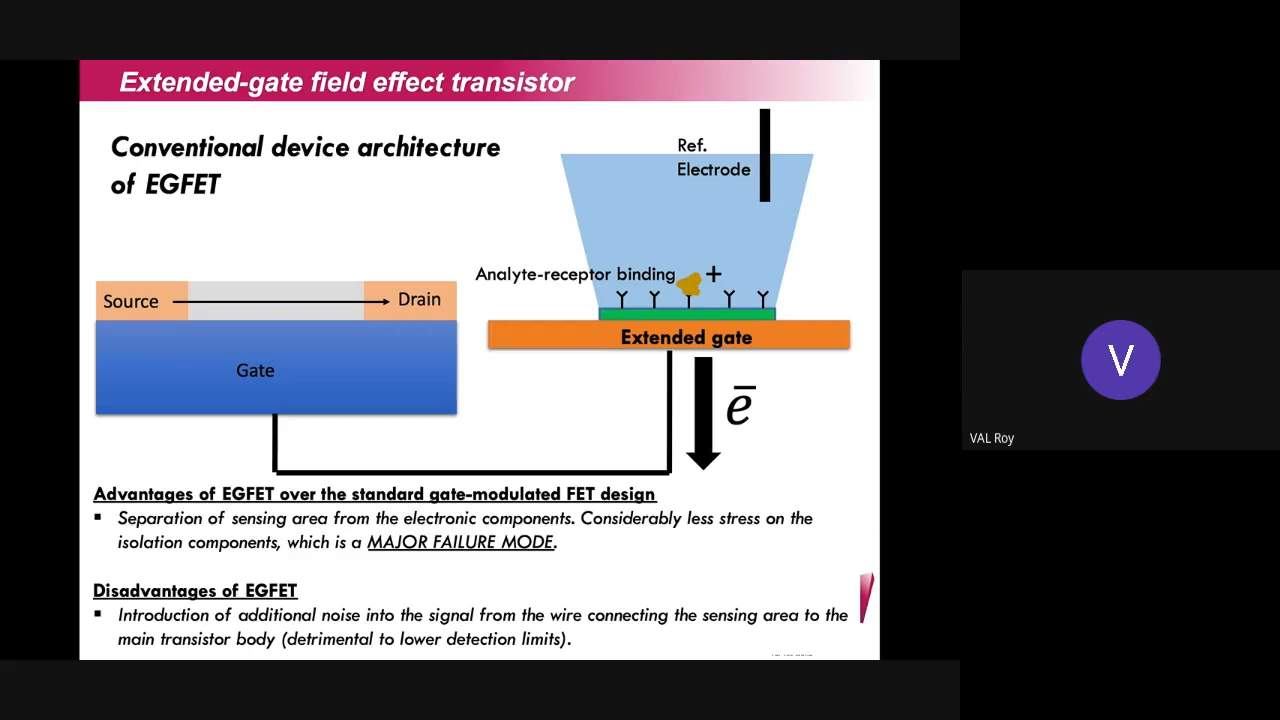 Extended-gate field effect transistor
Conventional device architecture
of EGFET
Ref.
Electrode
Analyte-receptor binding
+
Source
Drain
Extended gate
Gate
e̅
Advantages of EGFET over the standard gate-modulated FET design
▪ Separation of sensing area from the electronic components. Considerably less stress on the
isolation components, which is a MAJOR FAILURE MODE.
Disadvantages of EGFET
▪ Introduction of additional noise into the signal from the wire connecting the sensing area to the
main transistor body (detrimental to lower detection limits).
V
VAL Roy